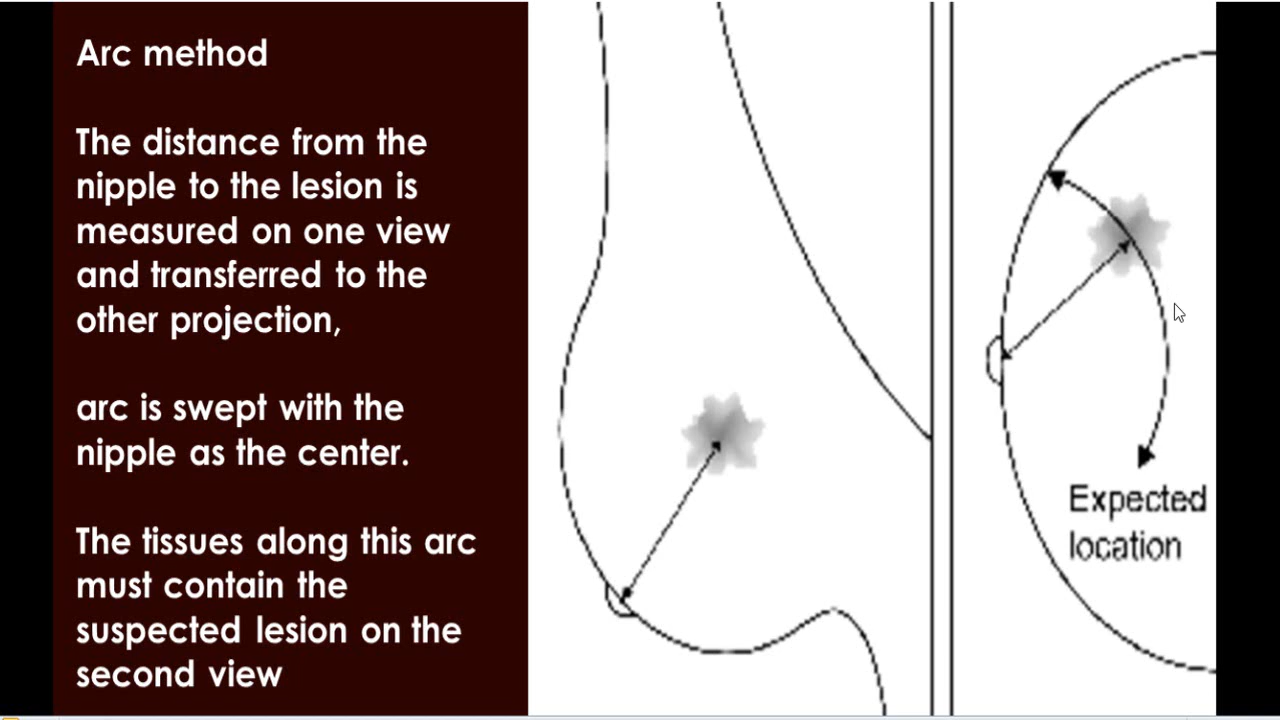 Arc method
The distance from the
nipple to the lesion is
measured on one view
and transferred to the
other projection,
arc is swept with the
nipple as the center.
The tissues along this arc
must contain the
suspected lesion on the
second view
Expected
location